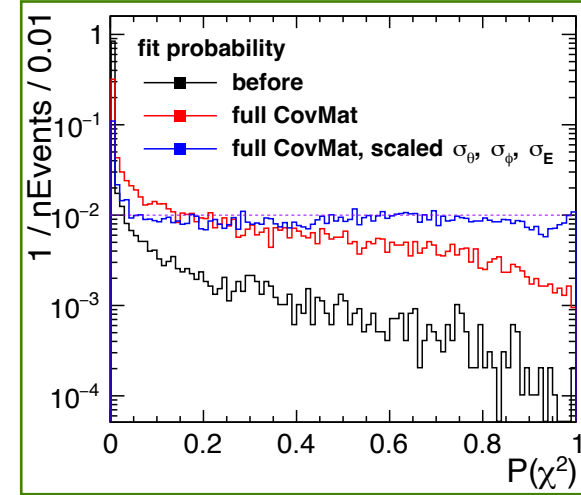 fit probability
before
full CovMat
full CovMat, scaled σθ, σϕ, σE
1 / nEvents / 0.01
1
10⁻¹
10⁻²
10⁻³
10⁻⁴
0 0.2 0.4 0.6 0.8 1
P(χ²)